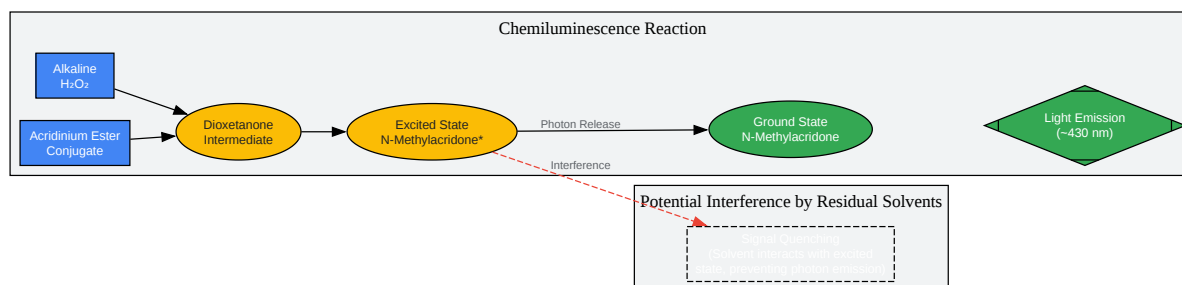 Chemiluminescence Reaction
Alkaline
H₂O₂
Acridinium Ester
Conjugate
Dioxetanone
Intermediate
Excited State
N-Methylacridone*
Photon Release
Interference
Ground State
N-Methylacridone
Light Emission
(~430 nm)
Potential Interference by Residual Solvents
Signal Quenching
(Solvent interacts with excited
state, preventing photon emission)